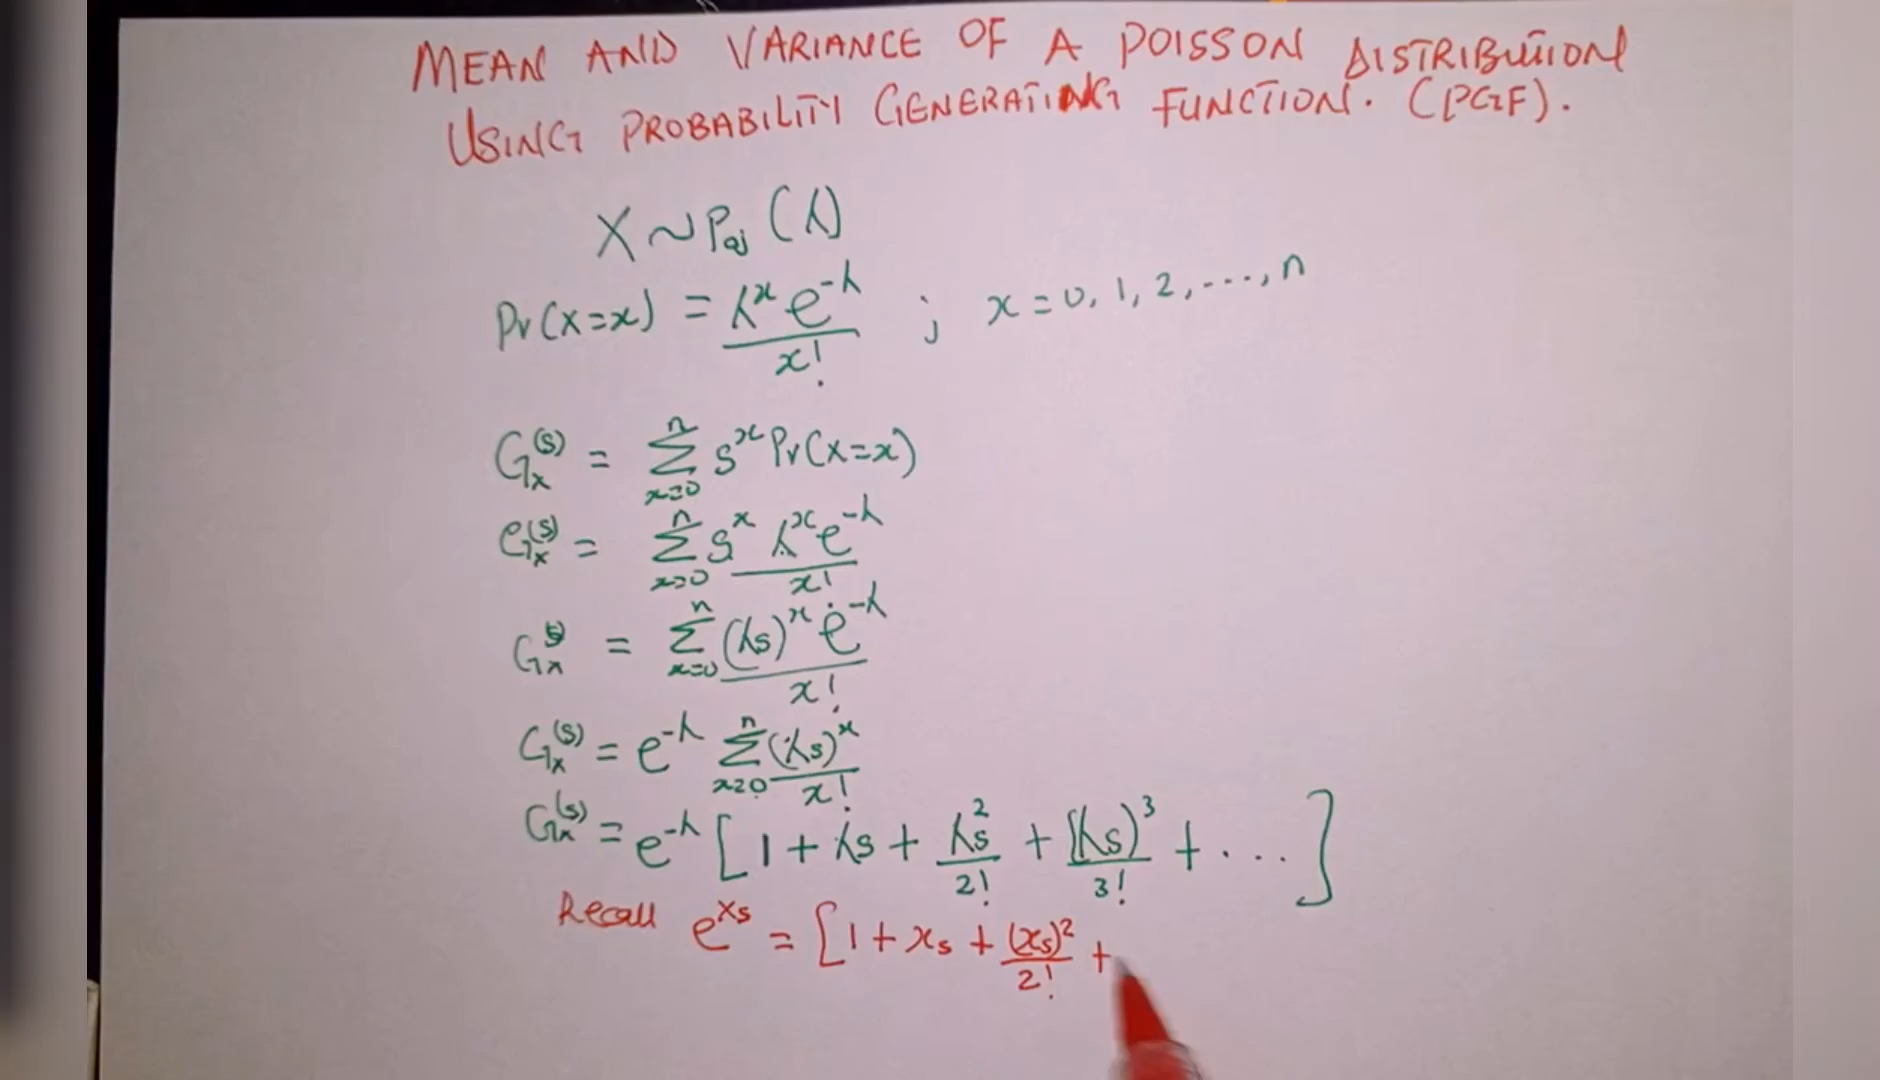 MEAN AND VARIANCE OF A POISSON DISTRIBUTION
USING PROBABILITY GENERATING FUNCTION. (PGF).
X ~ Poi (λ)
Pr(X=x) = λ^x e^-λ / x! ; x = 0, 1, 2, ..., n
G_x(s) = Σ_{x=0}^{n} s^x Pr(X=x)
G_x(s) = Σ_{x=0}^{n} s^x λ^x e^-λ / x!
G_x(s) = Σ_{x=0}^{n} (λs)^x e^-λ / x!
G_x(s) = e^-λ Σ_{x=0}^{n} (λs)^x / x!
G_x(s) = e^-λ [1 + λs + λs^2 / 2! + (λs)^3 / 3! + ...]
Recall e^xs = [1 + xs + (xs)^2 / 2! +